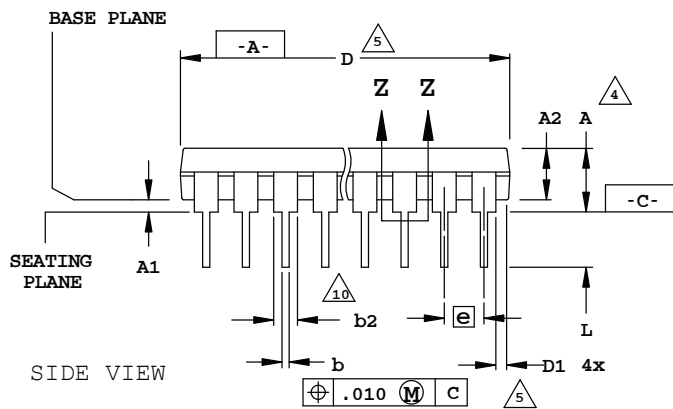 BASE PLANE
-A-
5
D
Z Z
4
A2 A
-C-
SEATING
PLANE
A1
10
b2
e
L
b
D1 4x
SIDE VIEW
⌖ .010 Ⓜ C
5